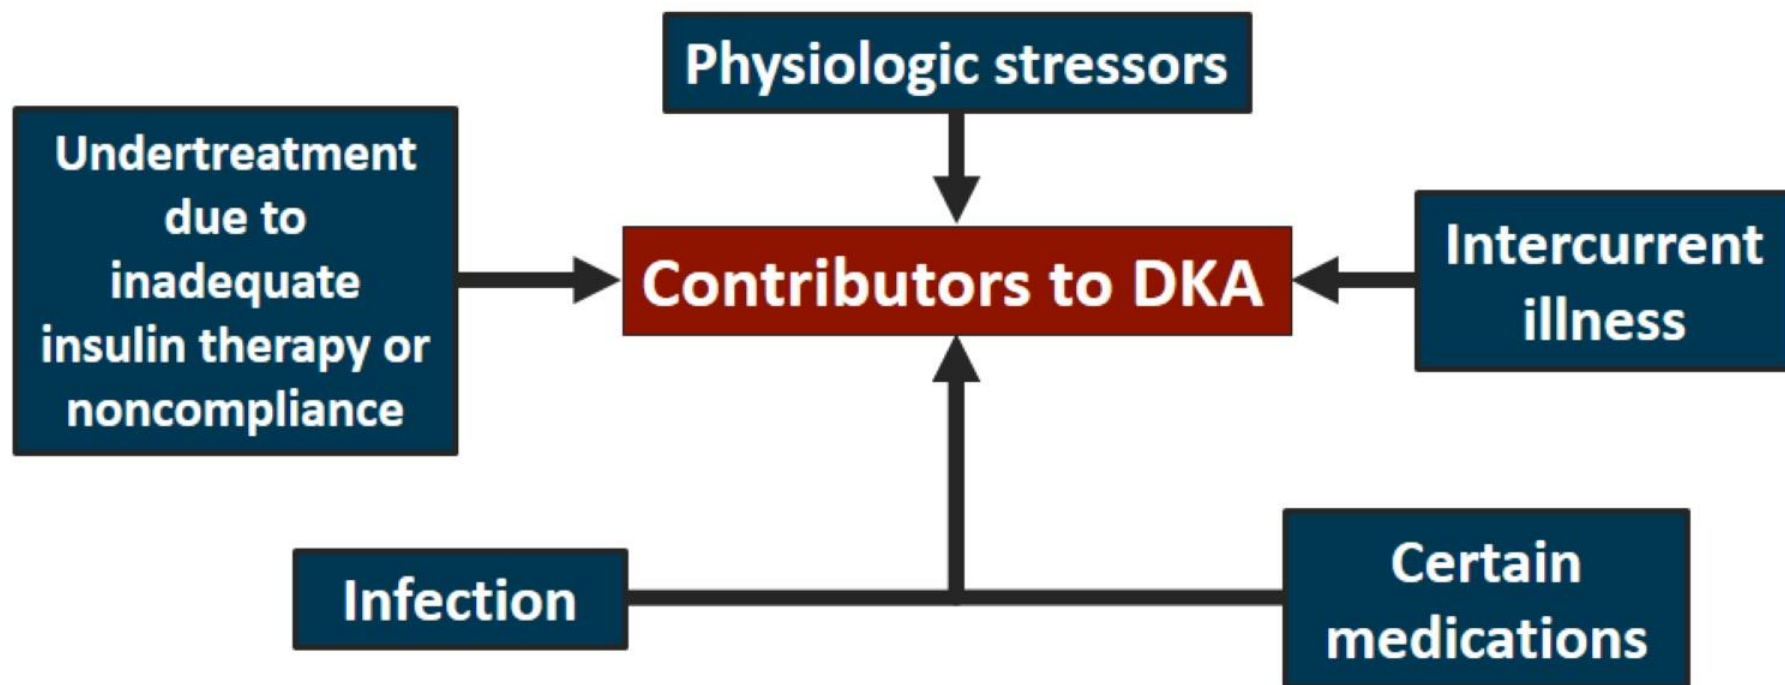 Physiologic stressors
Undertreatment
due to
inadequate
insulin therapy or
noncompliance
Contributors to DKA
Intercurrent
illness
Infection
Certain
medications